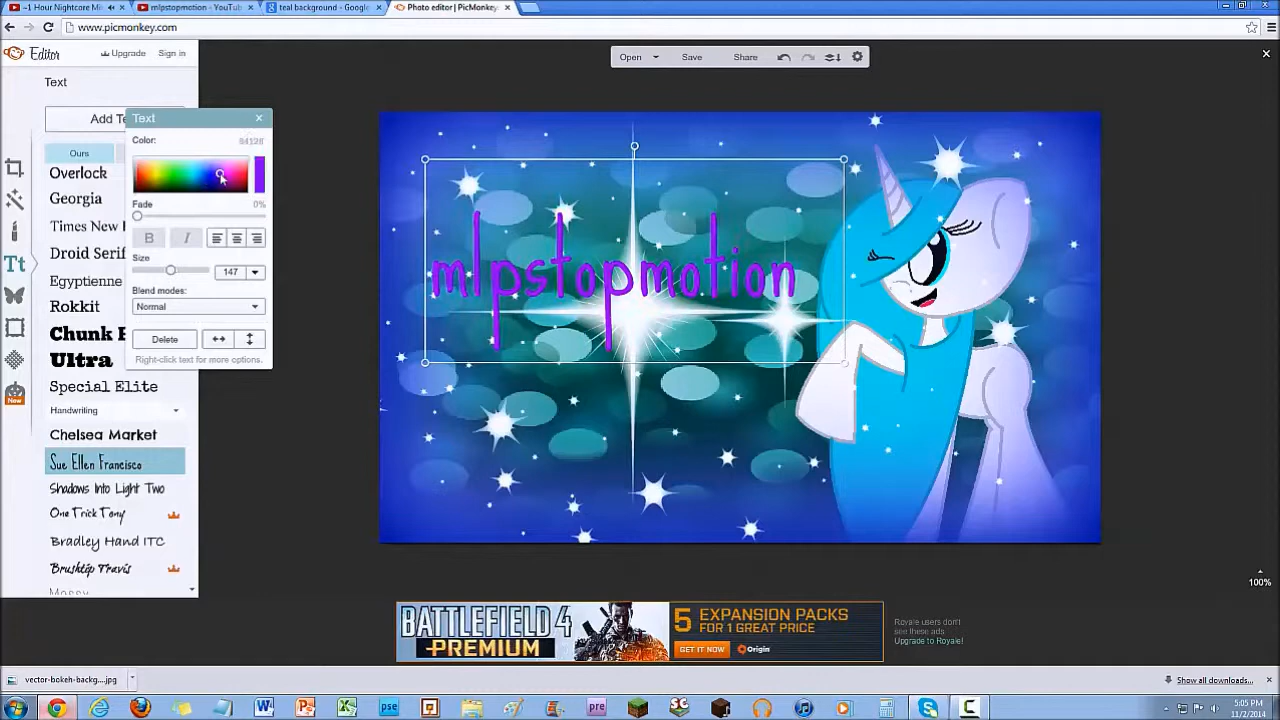 ~1 Hour Nightcore Mi
mlpstopmotion - YouTub
teal background - Google
Photo editor | PicMonkey
www.picmonkey.com
Editor
Upgrade
Sign in
Open
Save
Share
Text
Add Te
Text
Color:
Ours
Overlock
Georgia
Fade
0%
Times New
B
I
Droid Serif
Size
Egyptienne
147
Blend modes:
Rokkit
Normal
Chunk
Delete
Ultra
Right-click text for more options.
Special Elite
Handwriting
Chelsea Market
Sue Ellen Francisco
Shadows Into Light Two
One Trick Tony
Bradley Hand ITC
Brushtip Travis
New
Tt
mlpstopmotion
100%
BATTLEFIELD 4
PREMIUM
5 EXPANSION PACKS
FOR 1 GREAT PRICE
GET IT NOW
Origin
Royale users don't
see these ads
Upgrade to Royale!
vector-bokeh-backg....jpg
Show all downloads...
pse
pre
5:05 PM
11/2/2014